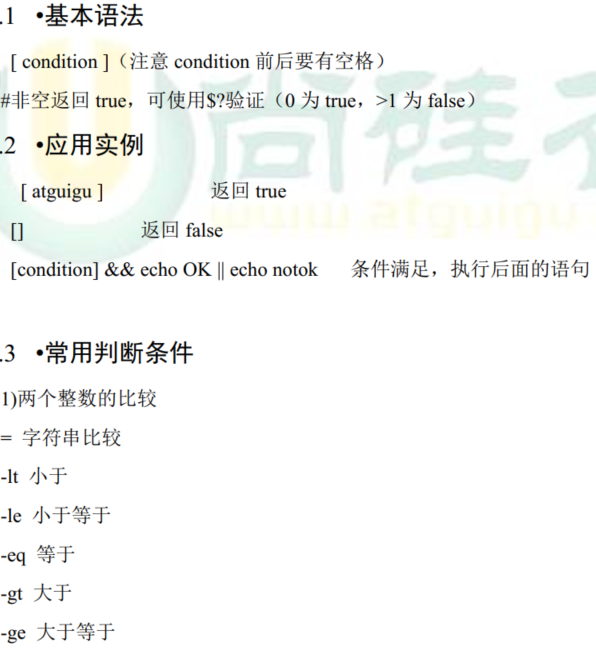 .1 •基本语法
[ condition ]（注意 condition 前后要有空格）
#非空返回 true，可使用$?验证（0 为 true，>1 为 false）
.2 •应用实例
[ atguigu ] 返回 true
[] 返回 false
[condition] && echo OK || echo notok 条件满足，执行后面的语句
.3 •常用判断条件
1)两个整数的比较
= 字符串比较
-lt 小于
-le 小于等于
-eq 等于
-gt 大于
-ge 大于等于
尚硅
www.atguigu.